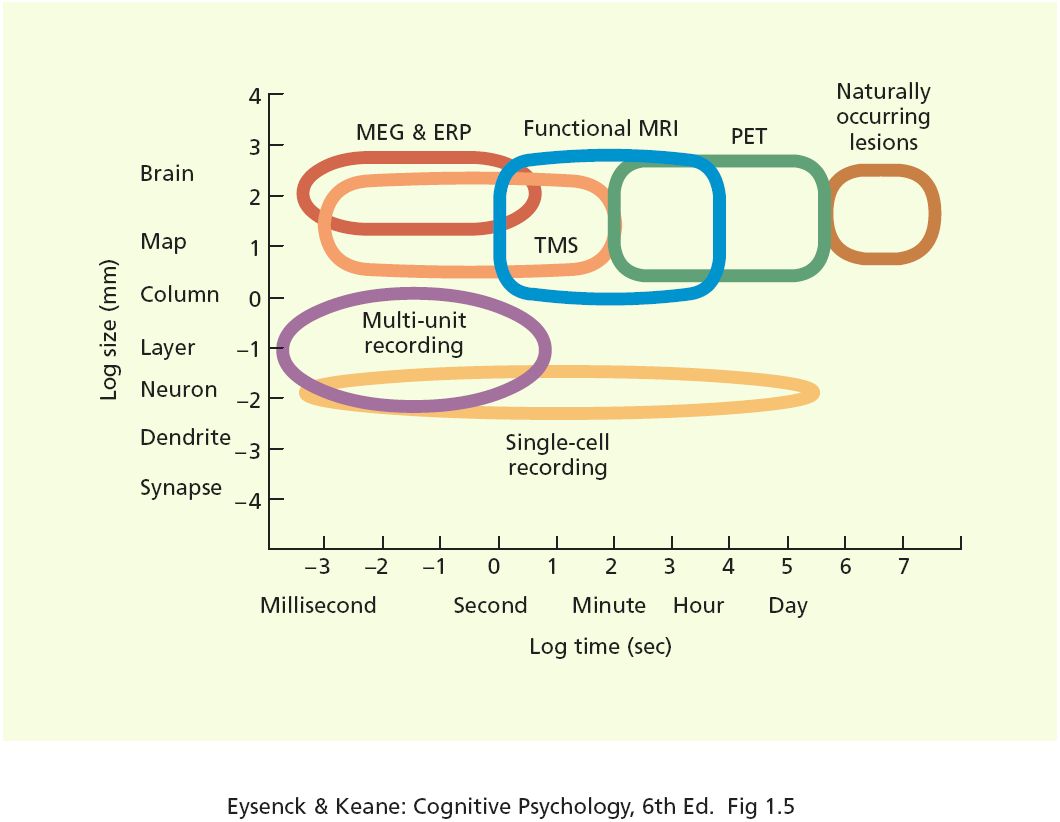 Naturally
occurring
lesions
MEG & ERP
Functional MRI
PET
TMS
Multi-unit
recording
Single-cell
recording
Log size (mm)
4
3
Brain
2
Map
1
Column
0
Layer
–1
Neuron
–2
Dendrite
–3
Synapse
–4
–3 –2 –1 0 1 2 3 4 5 6 7
Millisecond Second Minute Hour Day
Log time (sec)
Eysenck & Keane: Cognitive Psychology, 6th Ed. Fig 1.5